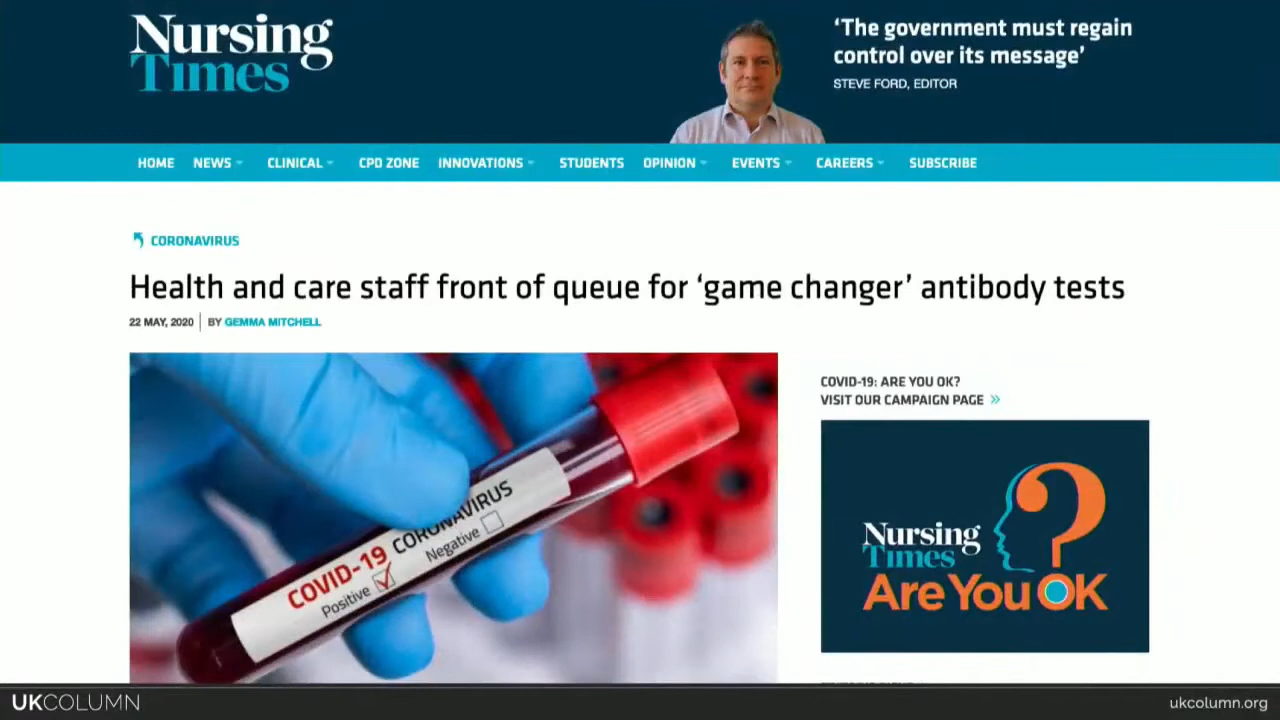 Nursing
Times
‘The government must regain
control over its message’
STEVE FORD, EDITOR
HOME NEWS CLINICAL CPD ZONE INNOVATIONS STUDENTS OPINION EVENTS CAREERS SUBSCRIBE
CORONAVIRUS
Health and care staff front of queue for ‘game changer’ antibody tests
22 MAY, 2020 | BY GEMMA MITCHELL
COVID-19 CORONAVIRUS
Positive Negative
COVID-19: ARE YOU OK?
VISIT OUR CAMPAIGN PAGE »
Nursing
Times
Are You OK
UKCOLUMN
ukcolumn.org